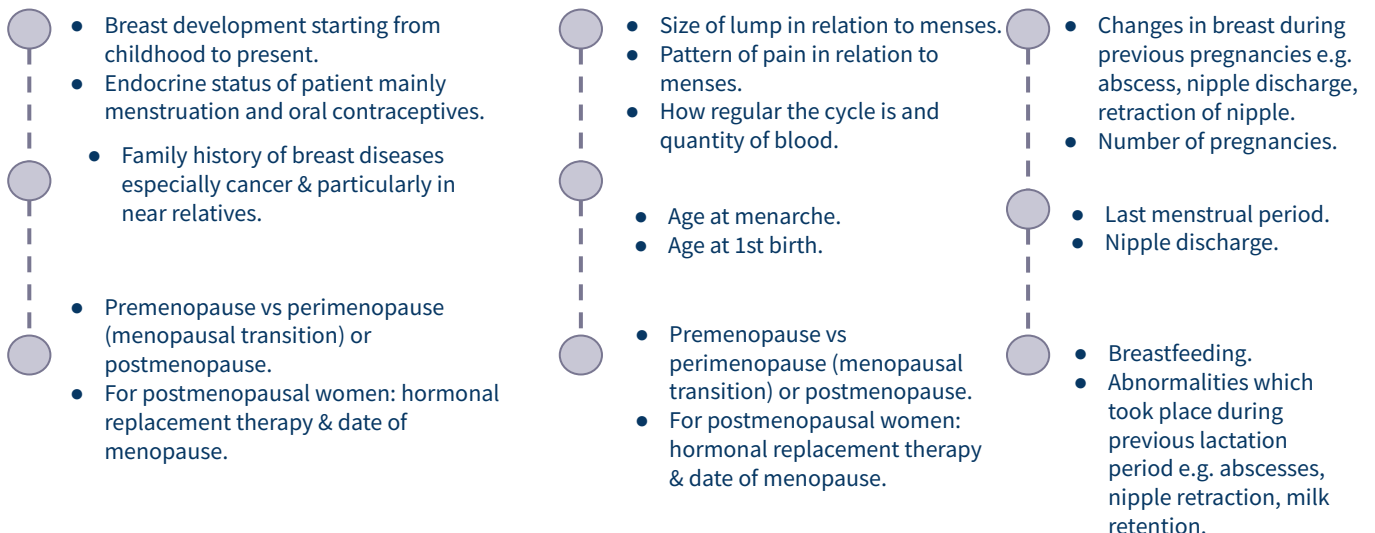 ● Breast development starting from
childhood to present.
● Endocrine status of patient mainly
menstruation and oral contraceptives.
● Family history of breast diseases
especially cancer & particularly in
near relatives.
● Premenopause vs perimenopause
(menopausal transition) or
postmenopause.
● For postmenopausal women: hormonal
replacement therapy & date of
menopause.
● Size of lump in relation to menses.
● Pattern of pain in relation to
menses.
● How regular the cycle is and
quantity of blood.
● Age at menarche.
● Age at 1st birth.
● Premenopause vs
perimenopause (menopausal
transition) or postmenopause.
● For postmenopausal women:
hormonal replacement therapy
& date of menopause.
● Changes in breast during
previous pregnancies e.g.
abscess, nipple discharge,
retraction of nipple.
● Number of pregnancies.
● Last menstrual period.
● Nipple discharge.
● Breastfeeding.
● Abnormalities which
took place during
previous lactation
period e.g. abscesses,
nipple retraction, milk
retention.